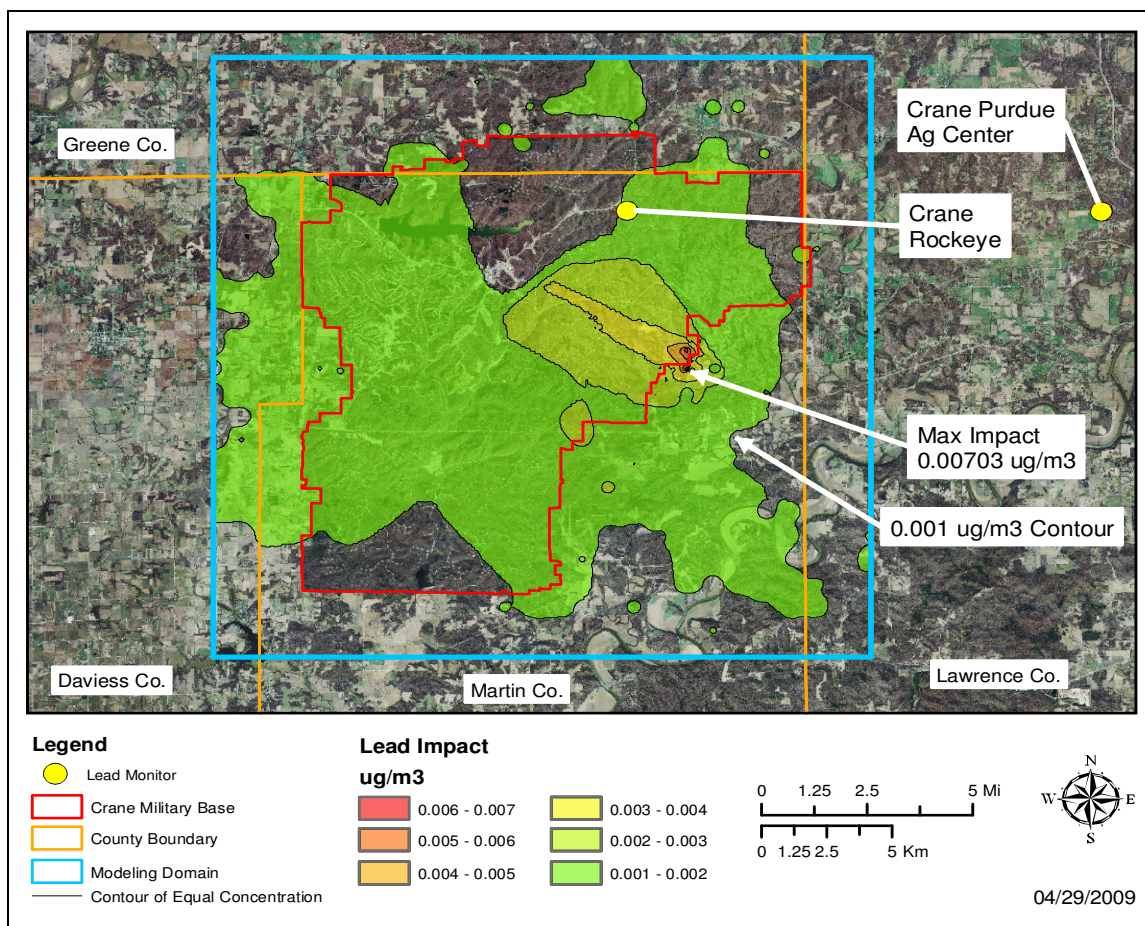 Greene Co.
Crane Purdue
Ag Center
Crane
Rockeye
Max Impact
0.00703 ug/m3
0.001 ug/m3 Contour
Daviess Co.
Martin Co.
Lawrence Co.
Legend
Lead Monitor
Crane Military Base
County Boundary
Modeling Domain
Contour of Equal Concentration
Lead Impact
ug/m3
0.006 - 0.007
0.005 - 0.006
0.004 - 0.005
0.003 - 0.004
0.002 - 0.003
0.001 - 0.002
0 1.25 2.5 5 Mi
0 1.25 2.5 5 Km
N
W E
S
04/29/2009